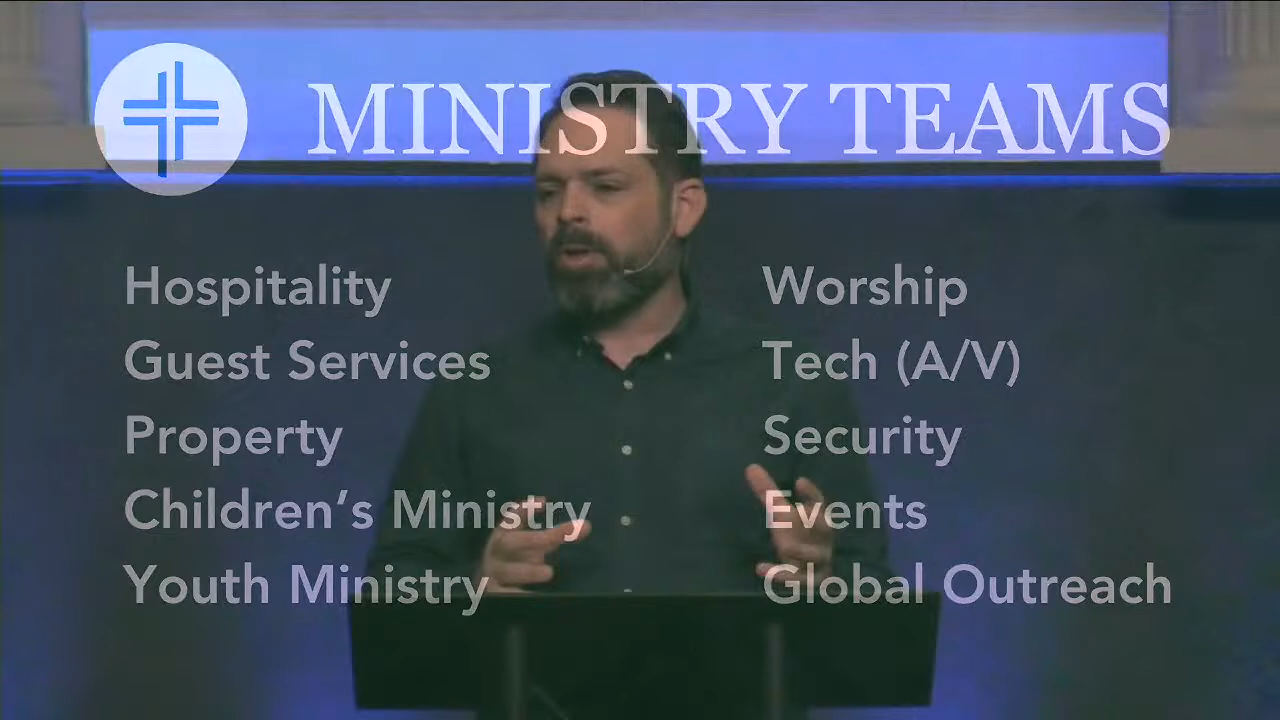 MINISTRY TEAMS
Hospitality
Guest Services
Property
Children’s Ministry
Youth Ministry
Worship
Tech (A/V)
Security
Events
Global Outreach